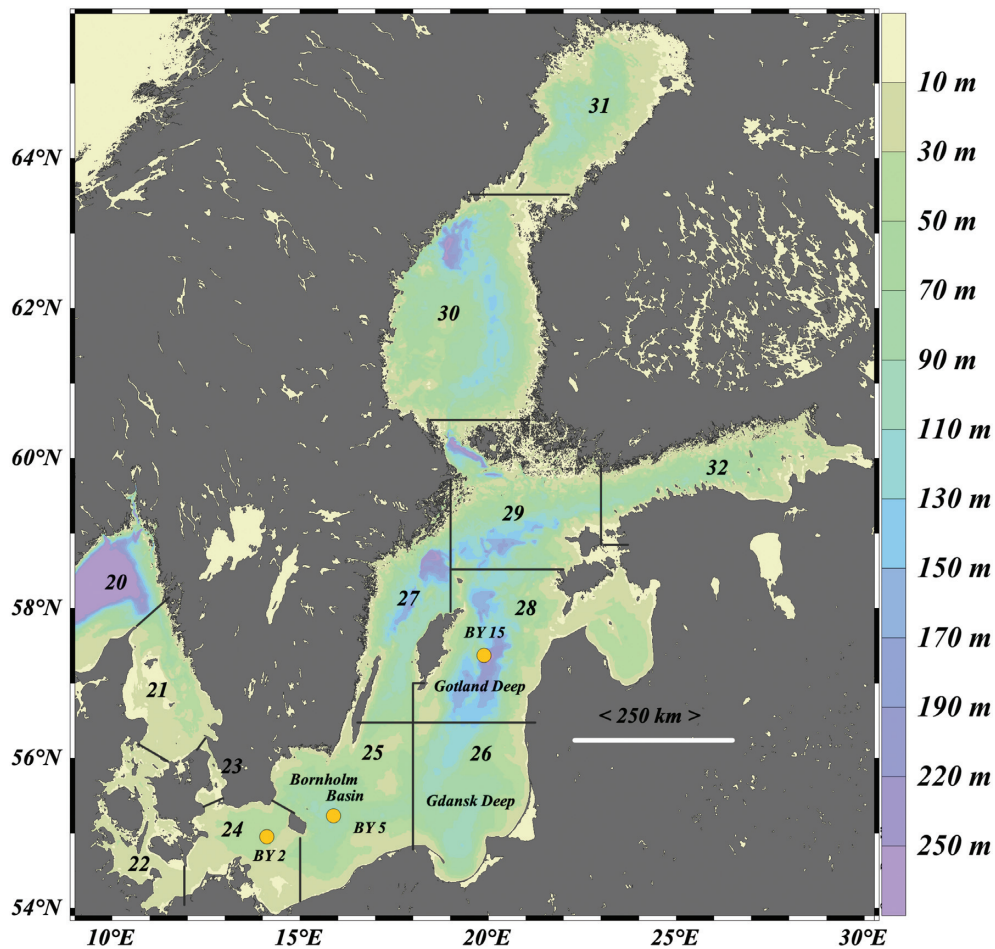 64°N
62°N
60°N
58°N
56°N
54°N
10°E
15°E
20°E
25°E
30°E
31
30
32
29
20
27
28
BY 15
21
Gotland Deep
< 250 km >
25
26
23
Bornholm
Basin
Gdansk Deep
24
BY 5
BY 2
22
10 m
30 m
50 m
70 m
90 m
110 m
130 m
150 m
170 m
190 m
220 m
250 m